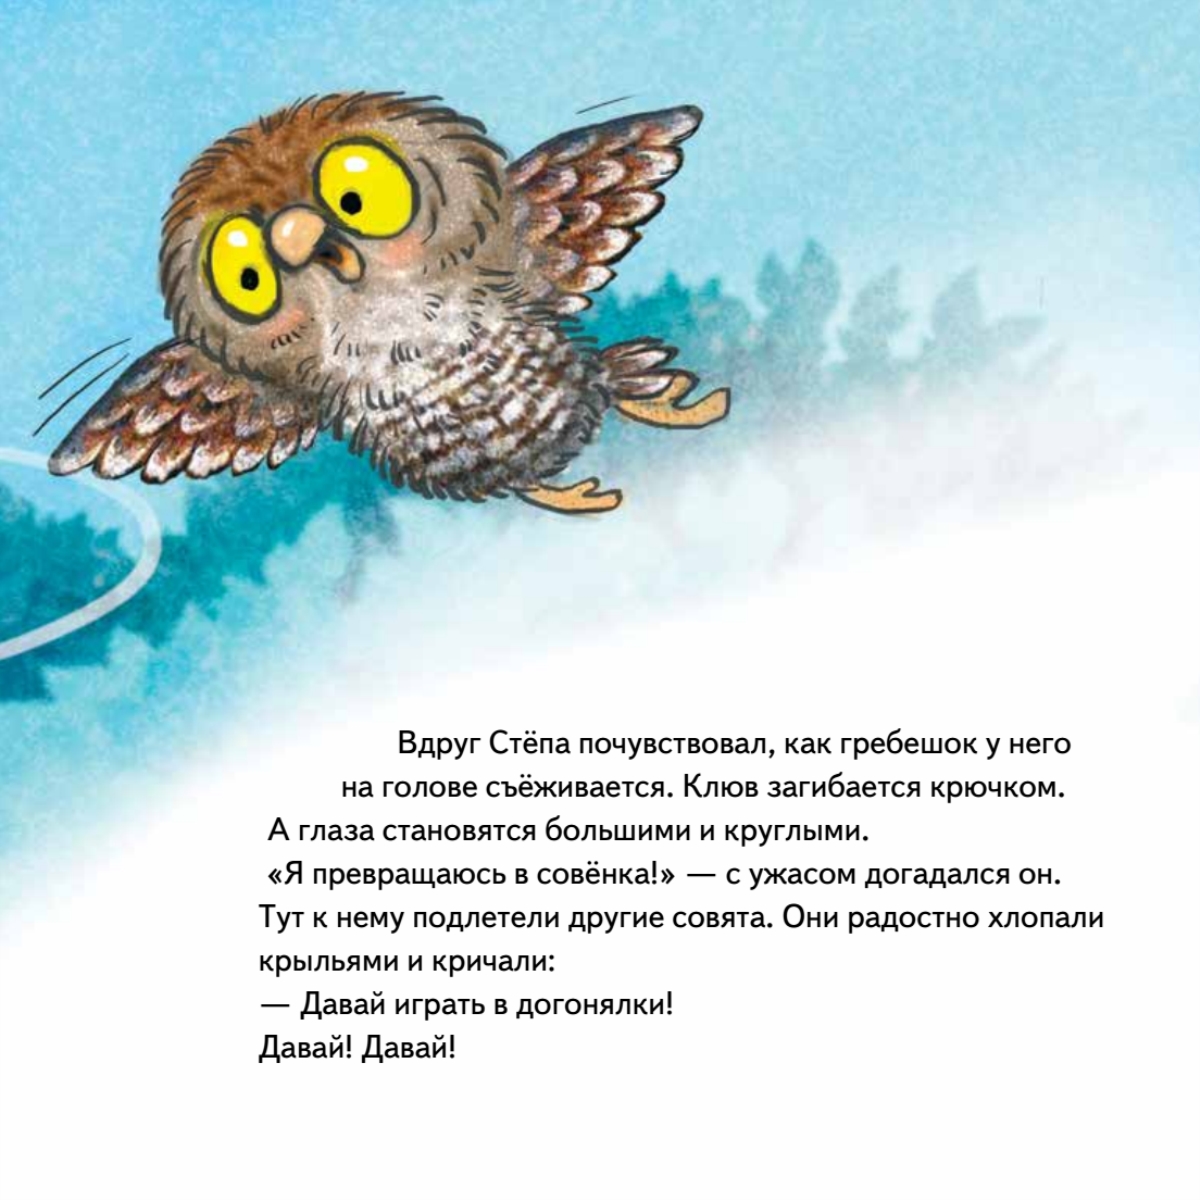 Вдруг Стёпа почувствовал, как гребешок у него
на голове съёживается. Клюв загибается крючком.
А глаза становятся большими и круглыми.
«Я превращаюсь в совёнка!» — с ужасом догадался он.
Тут к нему подлетели другие совята. Они радостно хлопали
крыльями и кричали:
— Давай играть в догонялки!
Давай! Давай!